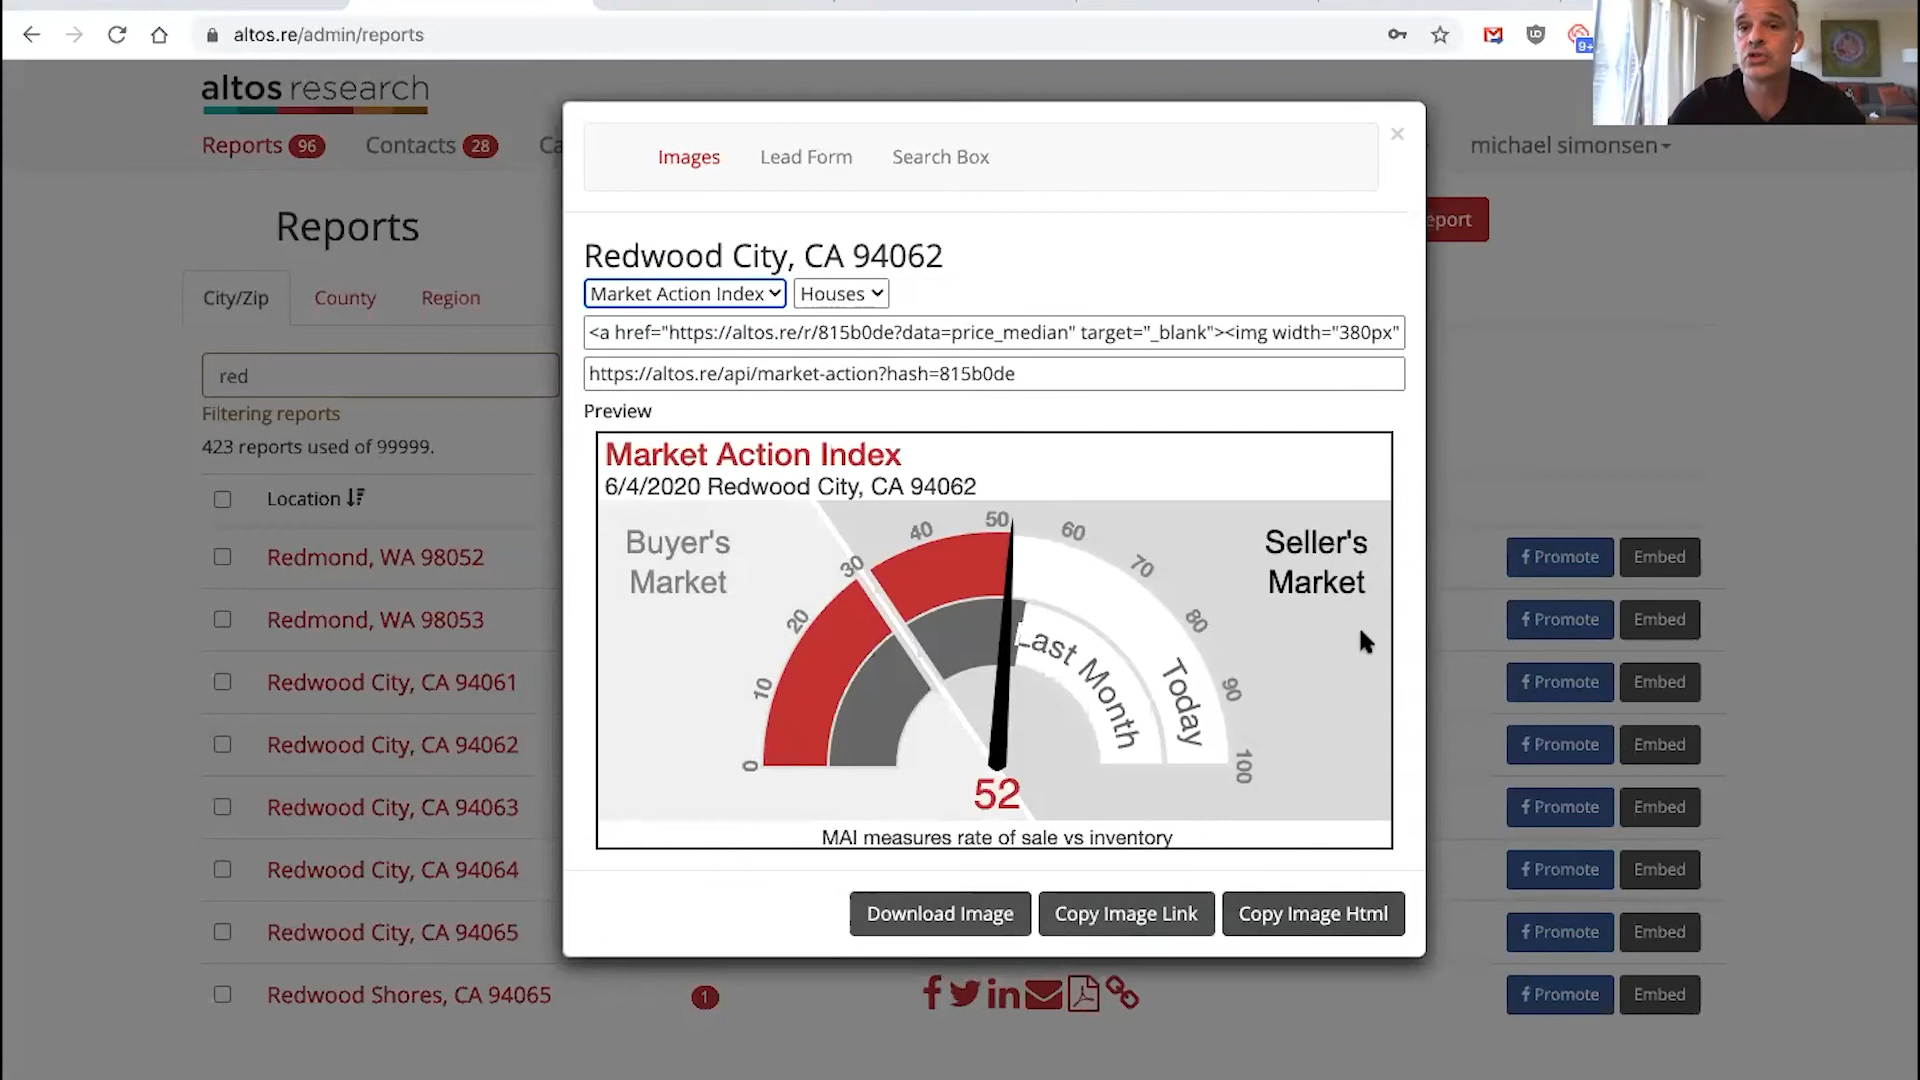 altos.re/admin/reports
9+
altos research
Reports 96
Contacts 28
michael simonsen
Images
Lead Form
Search Box
×
Reports
Redwood City, CA 94062
Market Action Index
Houses
City/Zip
County
Region
<a href="https://altos.re/r/815b0de?data=price_median" target="_blank"><img width="380px"
red
https://altos.re/api/market-action?hash=815b0de
Filtering reports
Preview
423 reports used of 99999.
Market Action Index
6/4/2020 Redwood City, CA 94062
Location
Buyer's
Market
Seller's
Market
0
10
20
30
40
50
60
70
80
90
100
Last Month
Today
52
MAI measures rate of sale vs inventory
Redmond, WA 98052
Promote
Embed
Redmond, WA 98053
Promote
Embed
Redwood City, CA 94061
Promote
Embed
Redwood City, CA 94062
Promote
Embed
Redwood City, CA 94063
Promote
Embed
Redwood City, CA 94064
Promote
Embed
Download Image
Copy Image Link
Copy Image Html
Redwood City, CA 94065
Promote
Embed
Redwood Shores, CA 94065
1
Promote
Embed